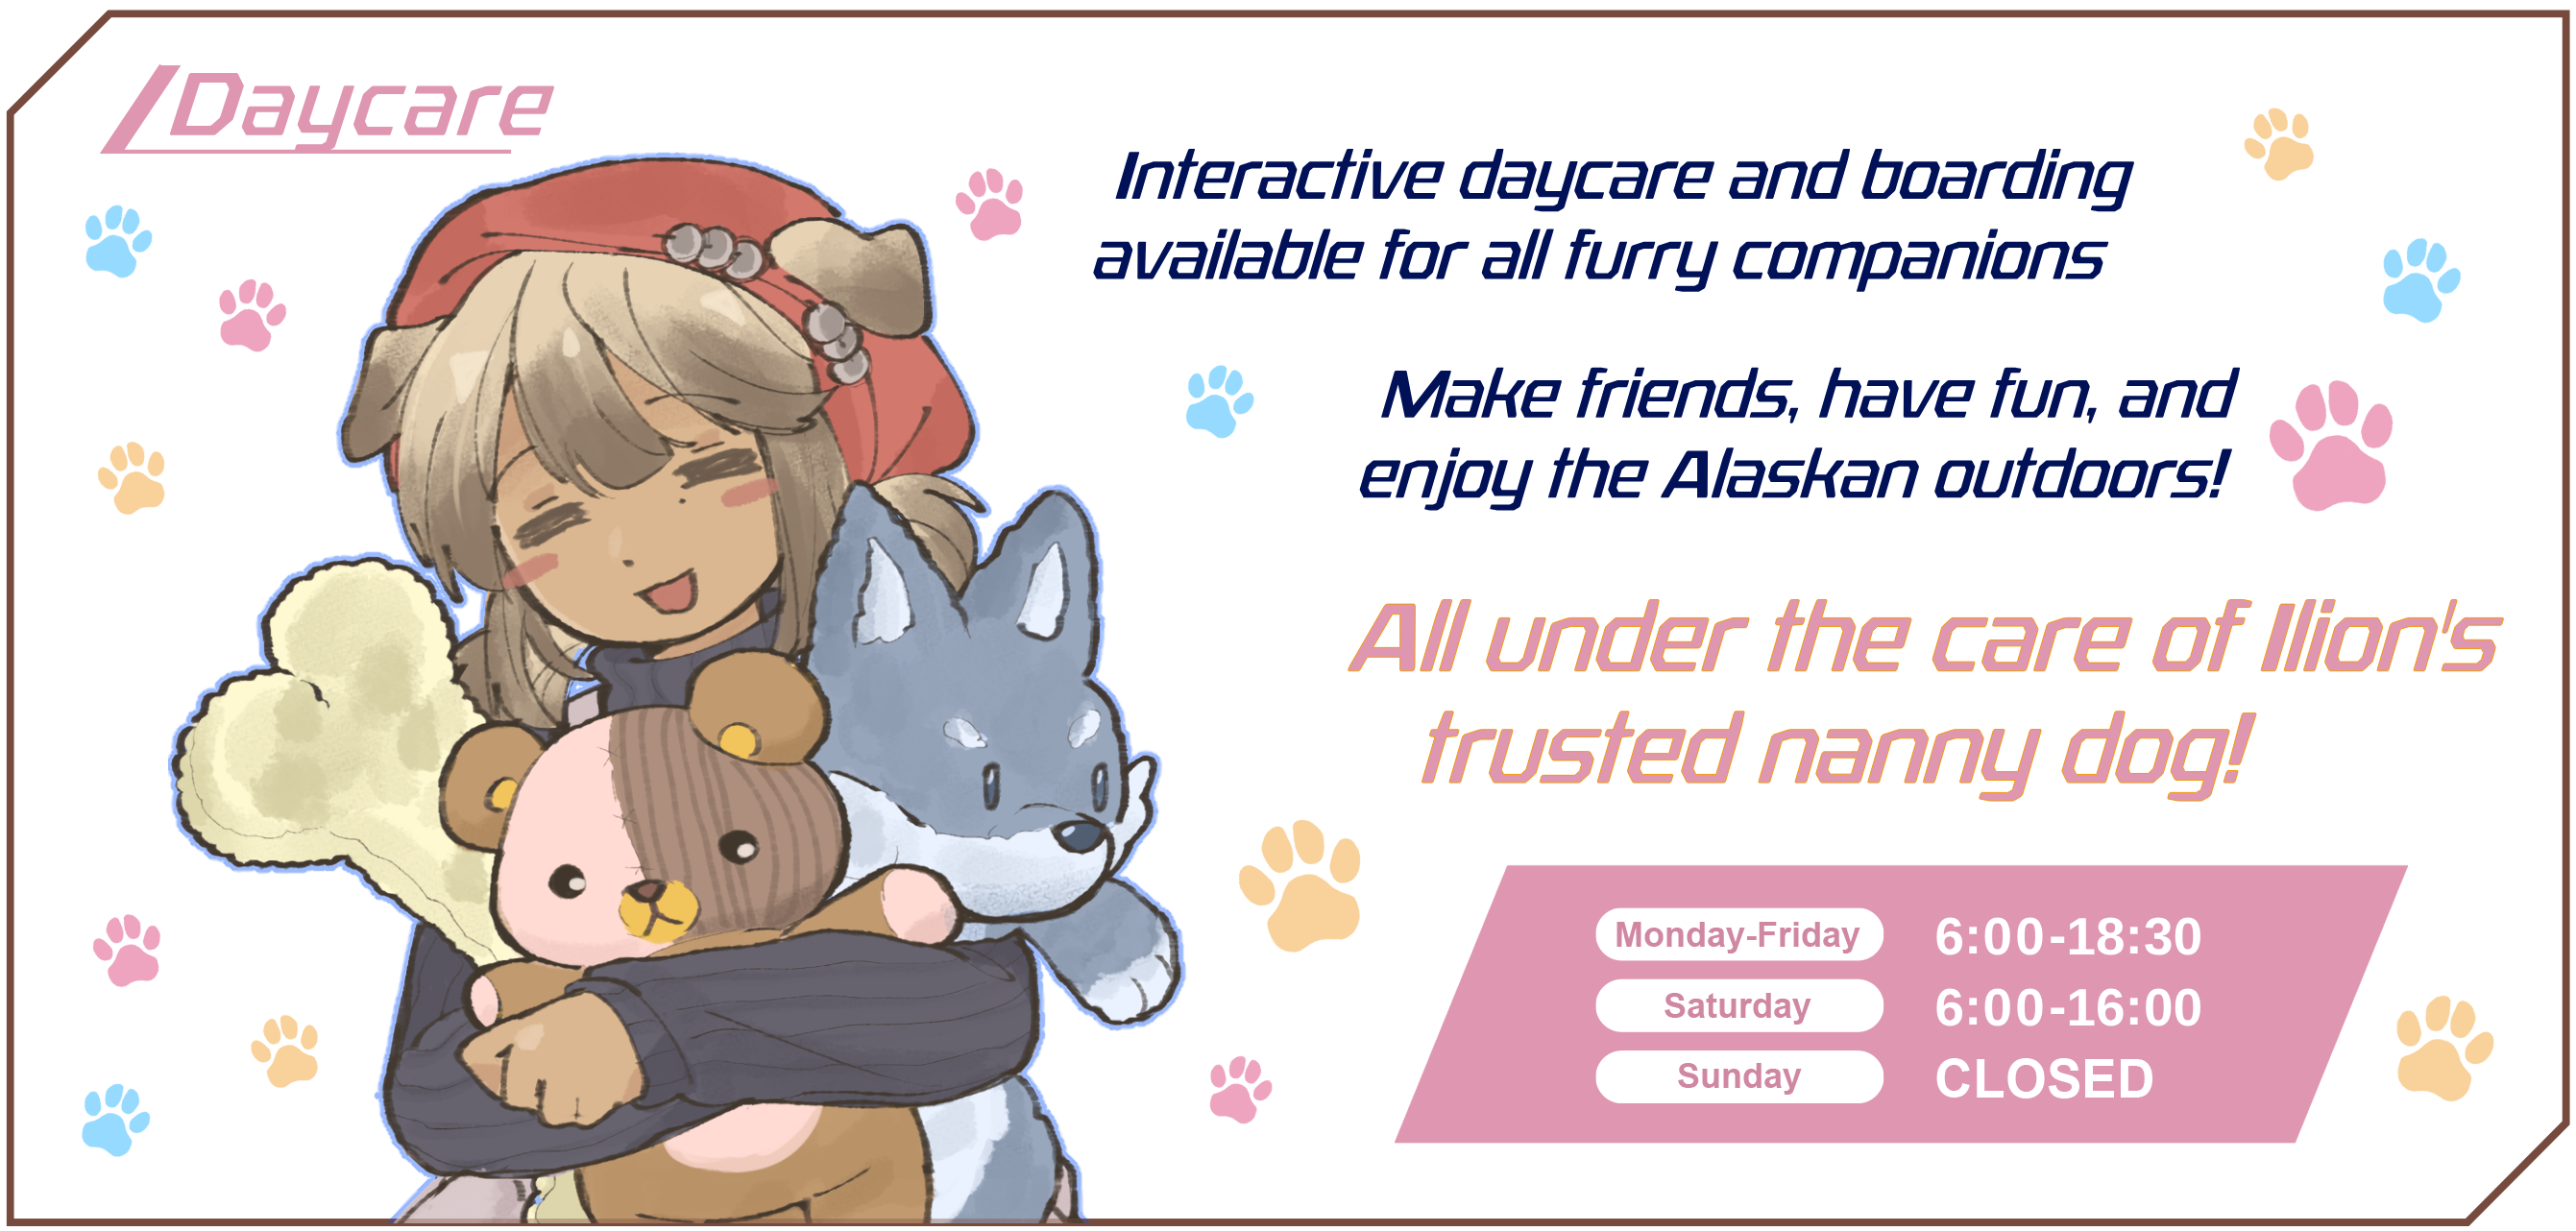 Daycare
Interactive daycare and boarding
available for all furry companions
Make friends, have fun, and
enjoy the Alaskan outdoors!
All under the care of Ilion's
trusted nanny dog!
Monday-Friday 6:00-18:30
Saturday 6:00-16:00
Sunday CLOSED